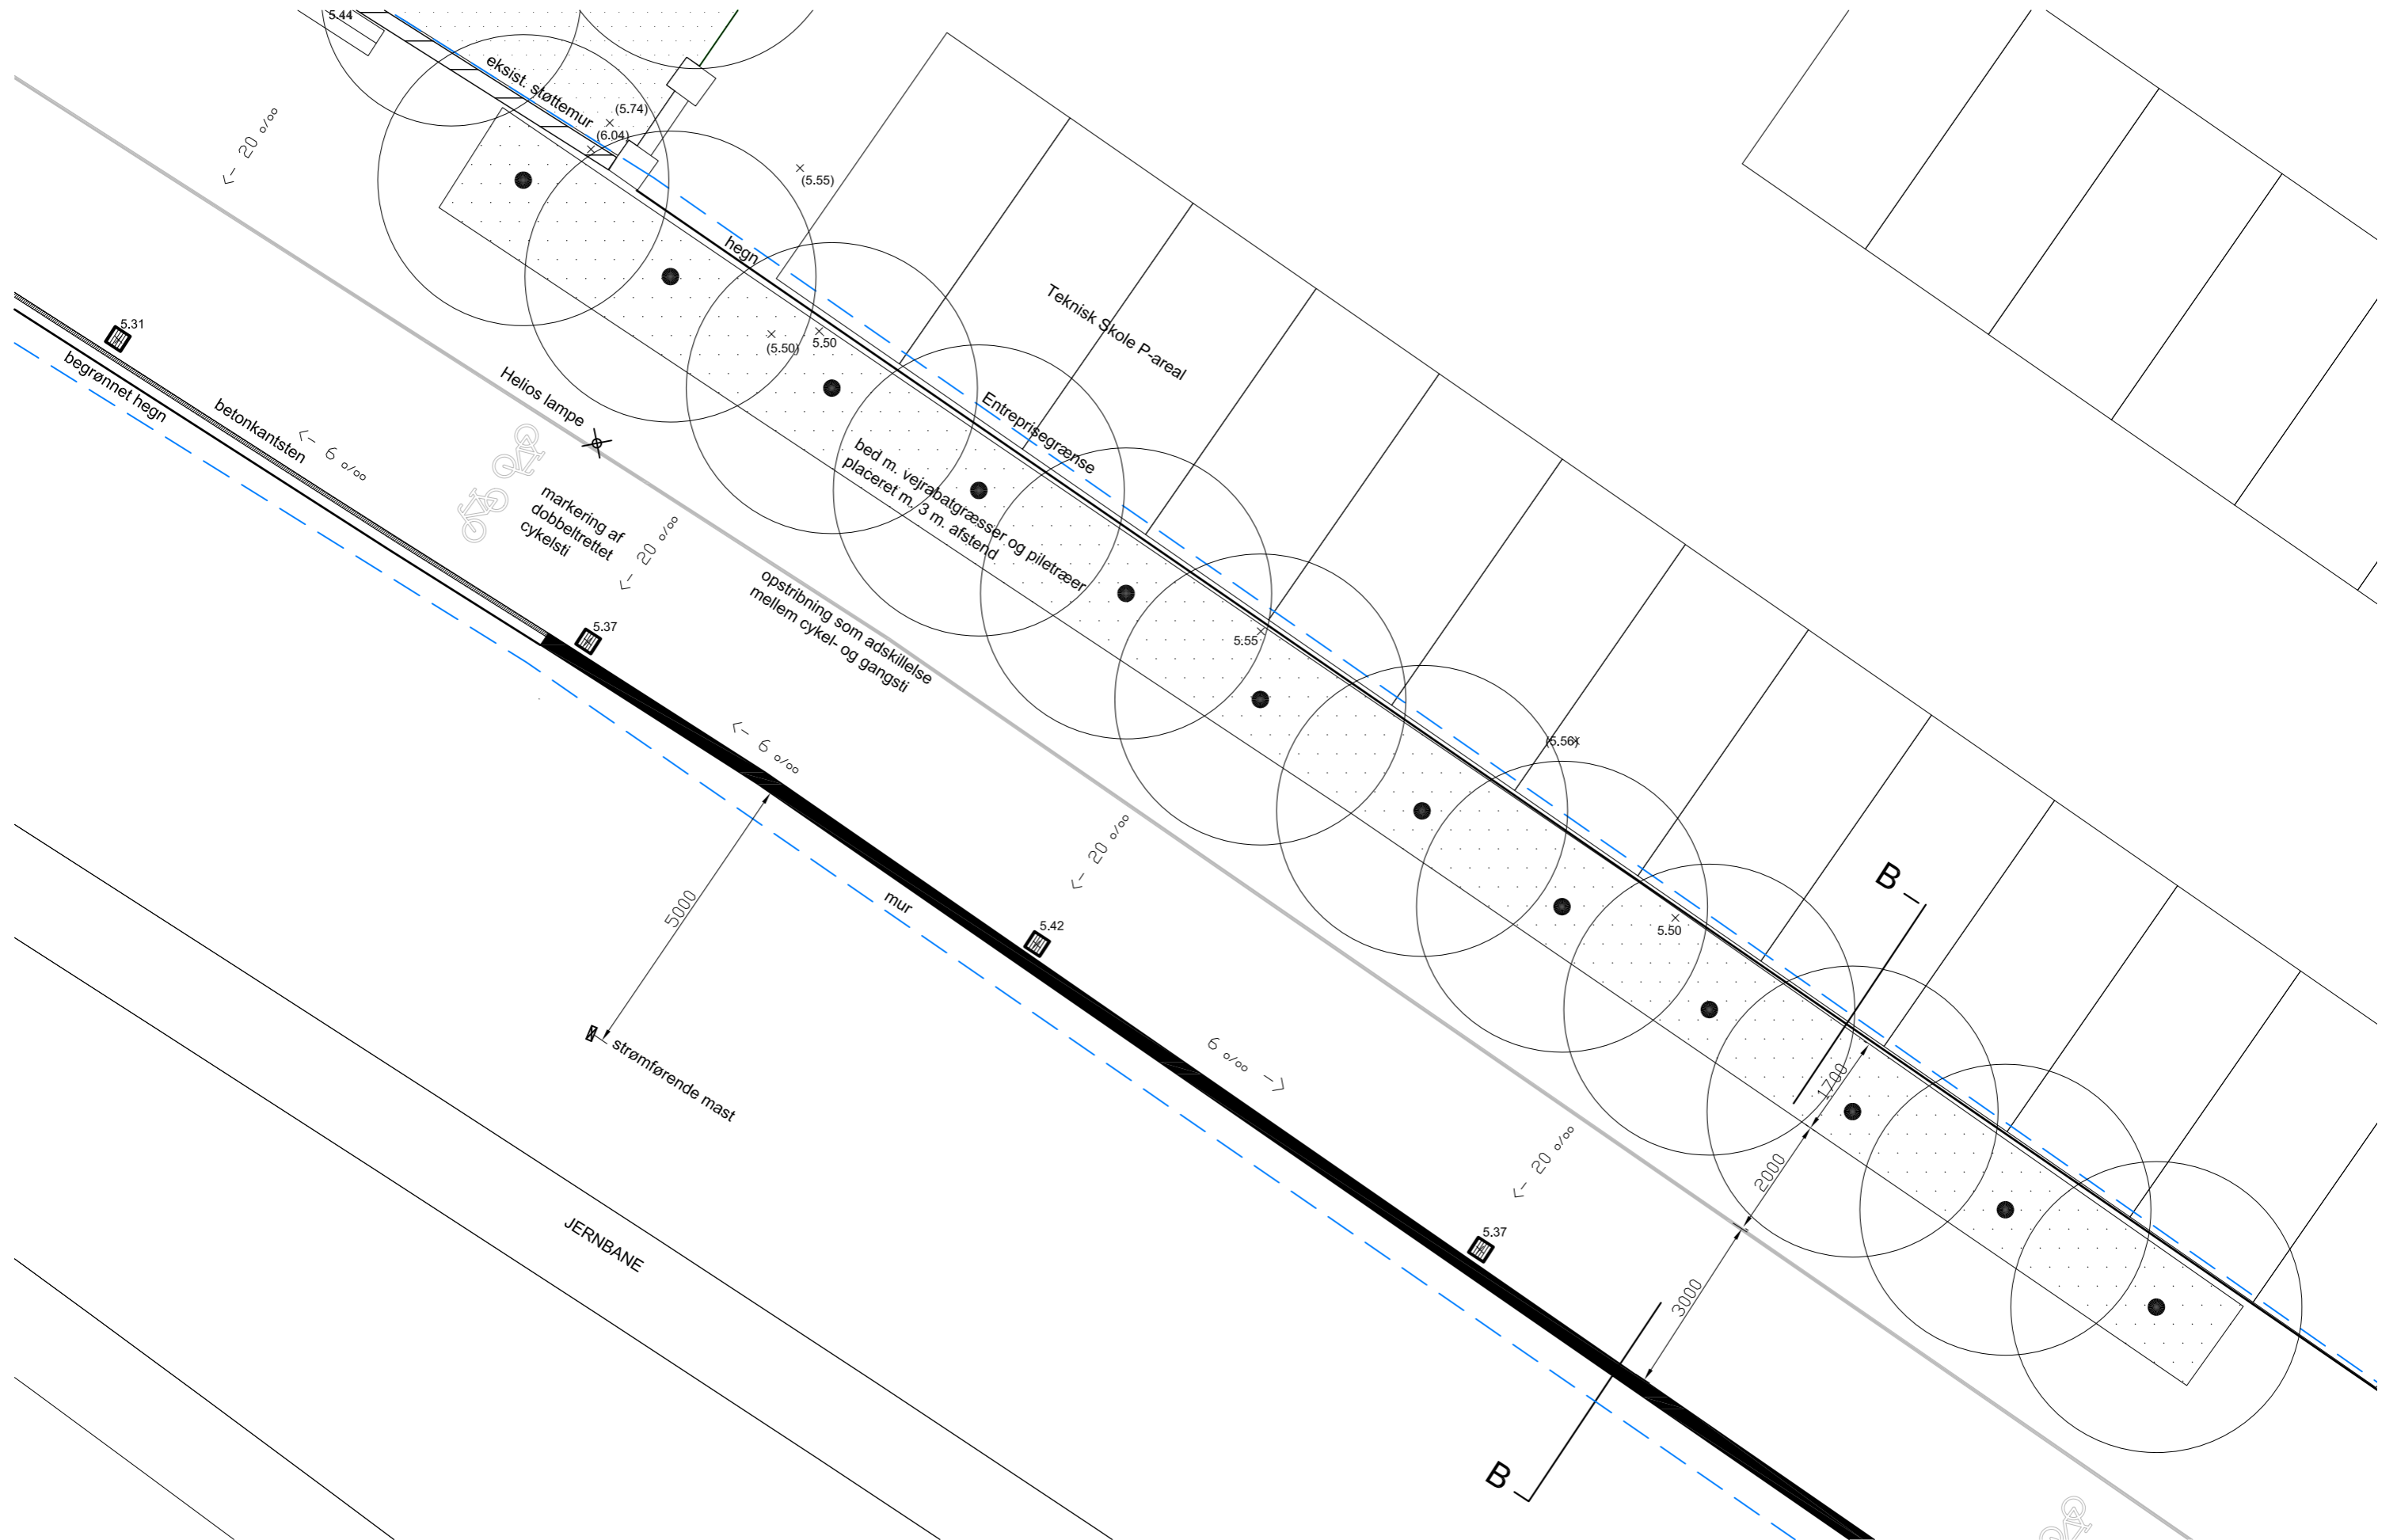 5.44
eksist. støttemur
(5.74)
(6.04)
(5.55)
<- 20 o/oo
hegn
Teknisk Skole P-areal
5.31
(5.50)
5.50
begrønnet hegn
betonkantsten
<- 6 o/oo
Helios lampe
Entreprisegrænse
bed m. vejrabatgræsser og piletræer
placeret m. 3 m. afstend
markering af
dobbeltrettet
cykelsti
<- 20 o/oo
5.37
opstribning som adskillelse
mellem cykel- og gangsti
5.55
(5.56)
<- 6 o/oo
<- 20 o/oo
5000
mur
5.42
5.50
B
strømførende mast
6 o/oo ->
1700
<- 20 o/oo
2000
5.37
JERNBANE
3000
B